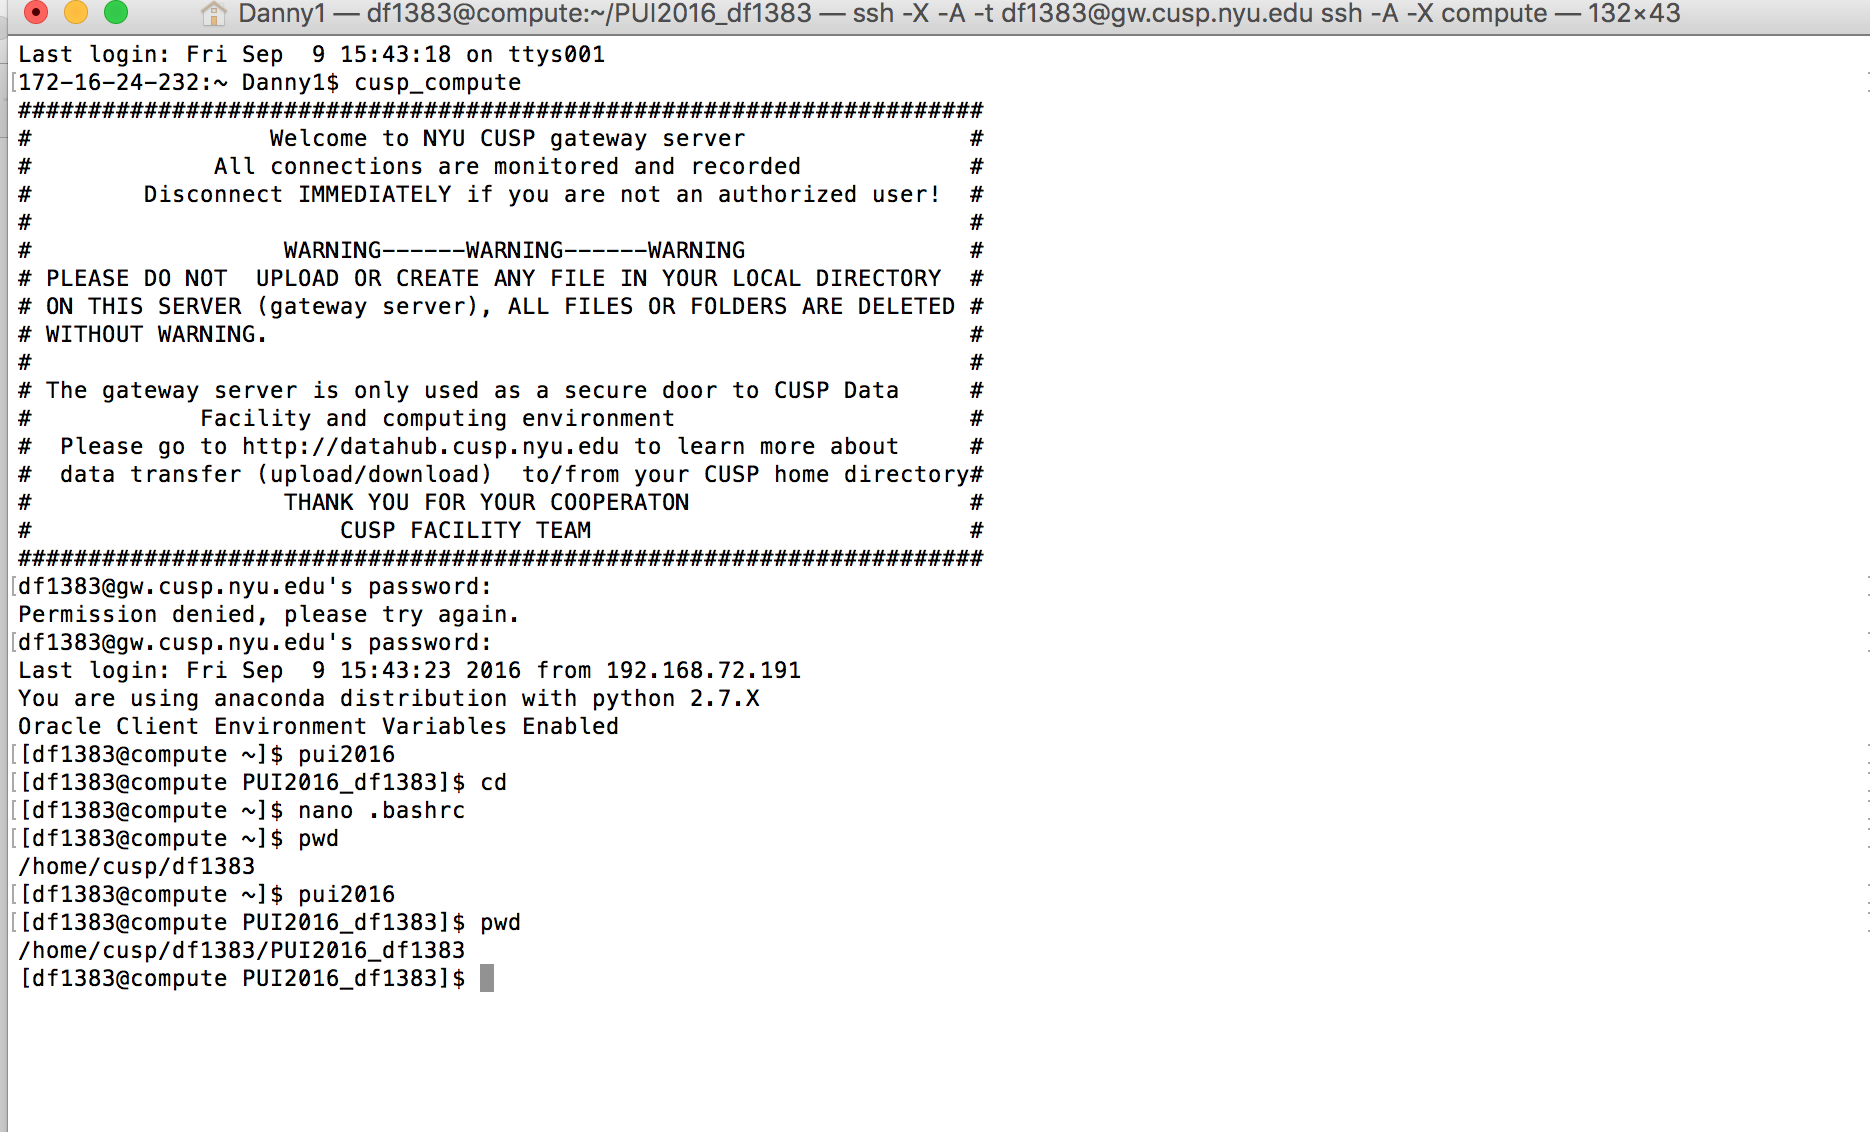 Danny1 — df1383@compute:~/PUI2016_df1383 — ssh -X -A -t df1383@gw.cusp.nyu.edu ssh -A -X compute — 132×43
Last login: Fri Sep  9 15:43:18 on ttys001
[172-16-24-232:~ Danny1$ cusp_compute
#####################################################################
#                 Welcome to NYU CUSP gateway server                #
#             All connections are monitored and recorded            #
#        Disconnect IMMEDIATELY if you are not an authorized user!  #
#                                                                   #
#                  WARNING------WARNING------WARNING                #
# PLEASE DO NOT  UPLOAD OR CREATE ANY FILE IN YOUR LOCAL DIRECTORY  #
# ON THIS SERVER (gateway server), ALL FILES OR FOLDERS ARE DELETED #
# WITHOUT WARNING.                                                  #
#                                                                   #
# The gateway server is only used as a secure door to CUSP Data     #
#            Facility and computing environment                     #
#  Please go to http://datahub.cusp.nyu.edu to learn more about     #
#  data transfer (upload/download)  to/from your CUSP home directory#
#                  THANK YOU FOR YOUR COOPERATON                    #
#                      CUSP FACILITY TEAM                           #
#####################################################################
[df1383@gw.cusp.nyu.edu's password:
Permission denied, please try again.
[df1383@gw.cusp.nyu.edu's password:
Last login: Fri Sep  9 15:43:23 2016 from 192.168.72.191
You are using anaconda distribution with python 2.7.X
Oracle Client Environment Variables Enabled
[[df1383@compute ~]$ pui2016
[[df1383@compute PUI2016_df1383]$ cd
[[df1383@compute ~]$ nano .bashrc
[[df1383@compute ~]$ pwd
/home/cusp/df1383
[[df1383@compute ~]$ pui2016
[[df1383@compute PUI2016_df1383]$ pwd
/home/cusp/df1383/PUI2016_df1383
[df1383@compute PUI2016_df1383]$